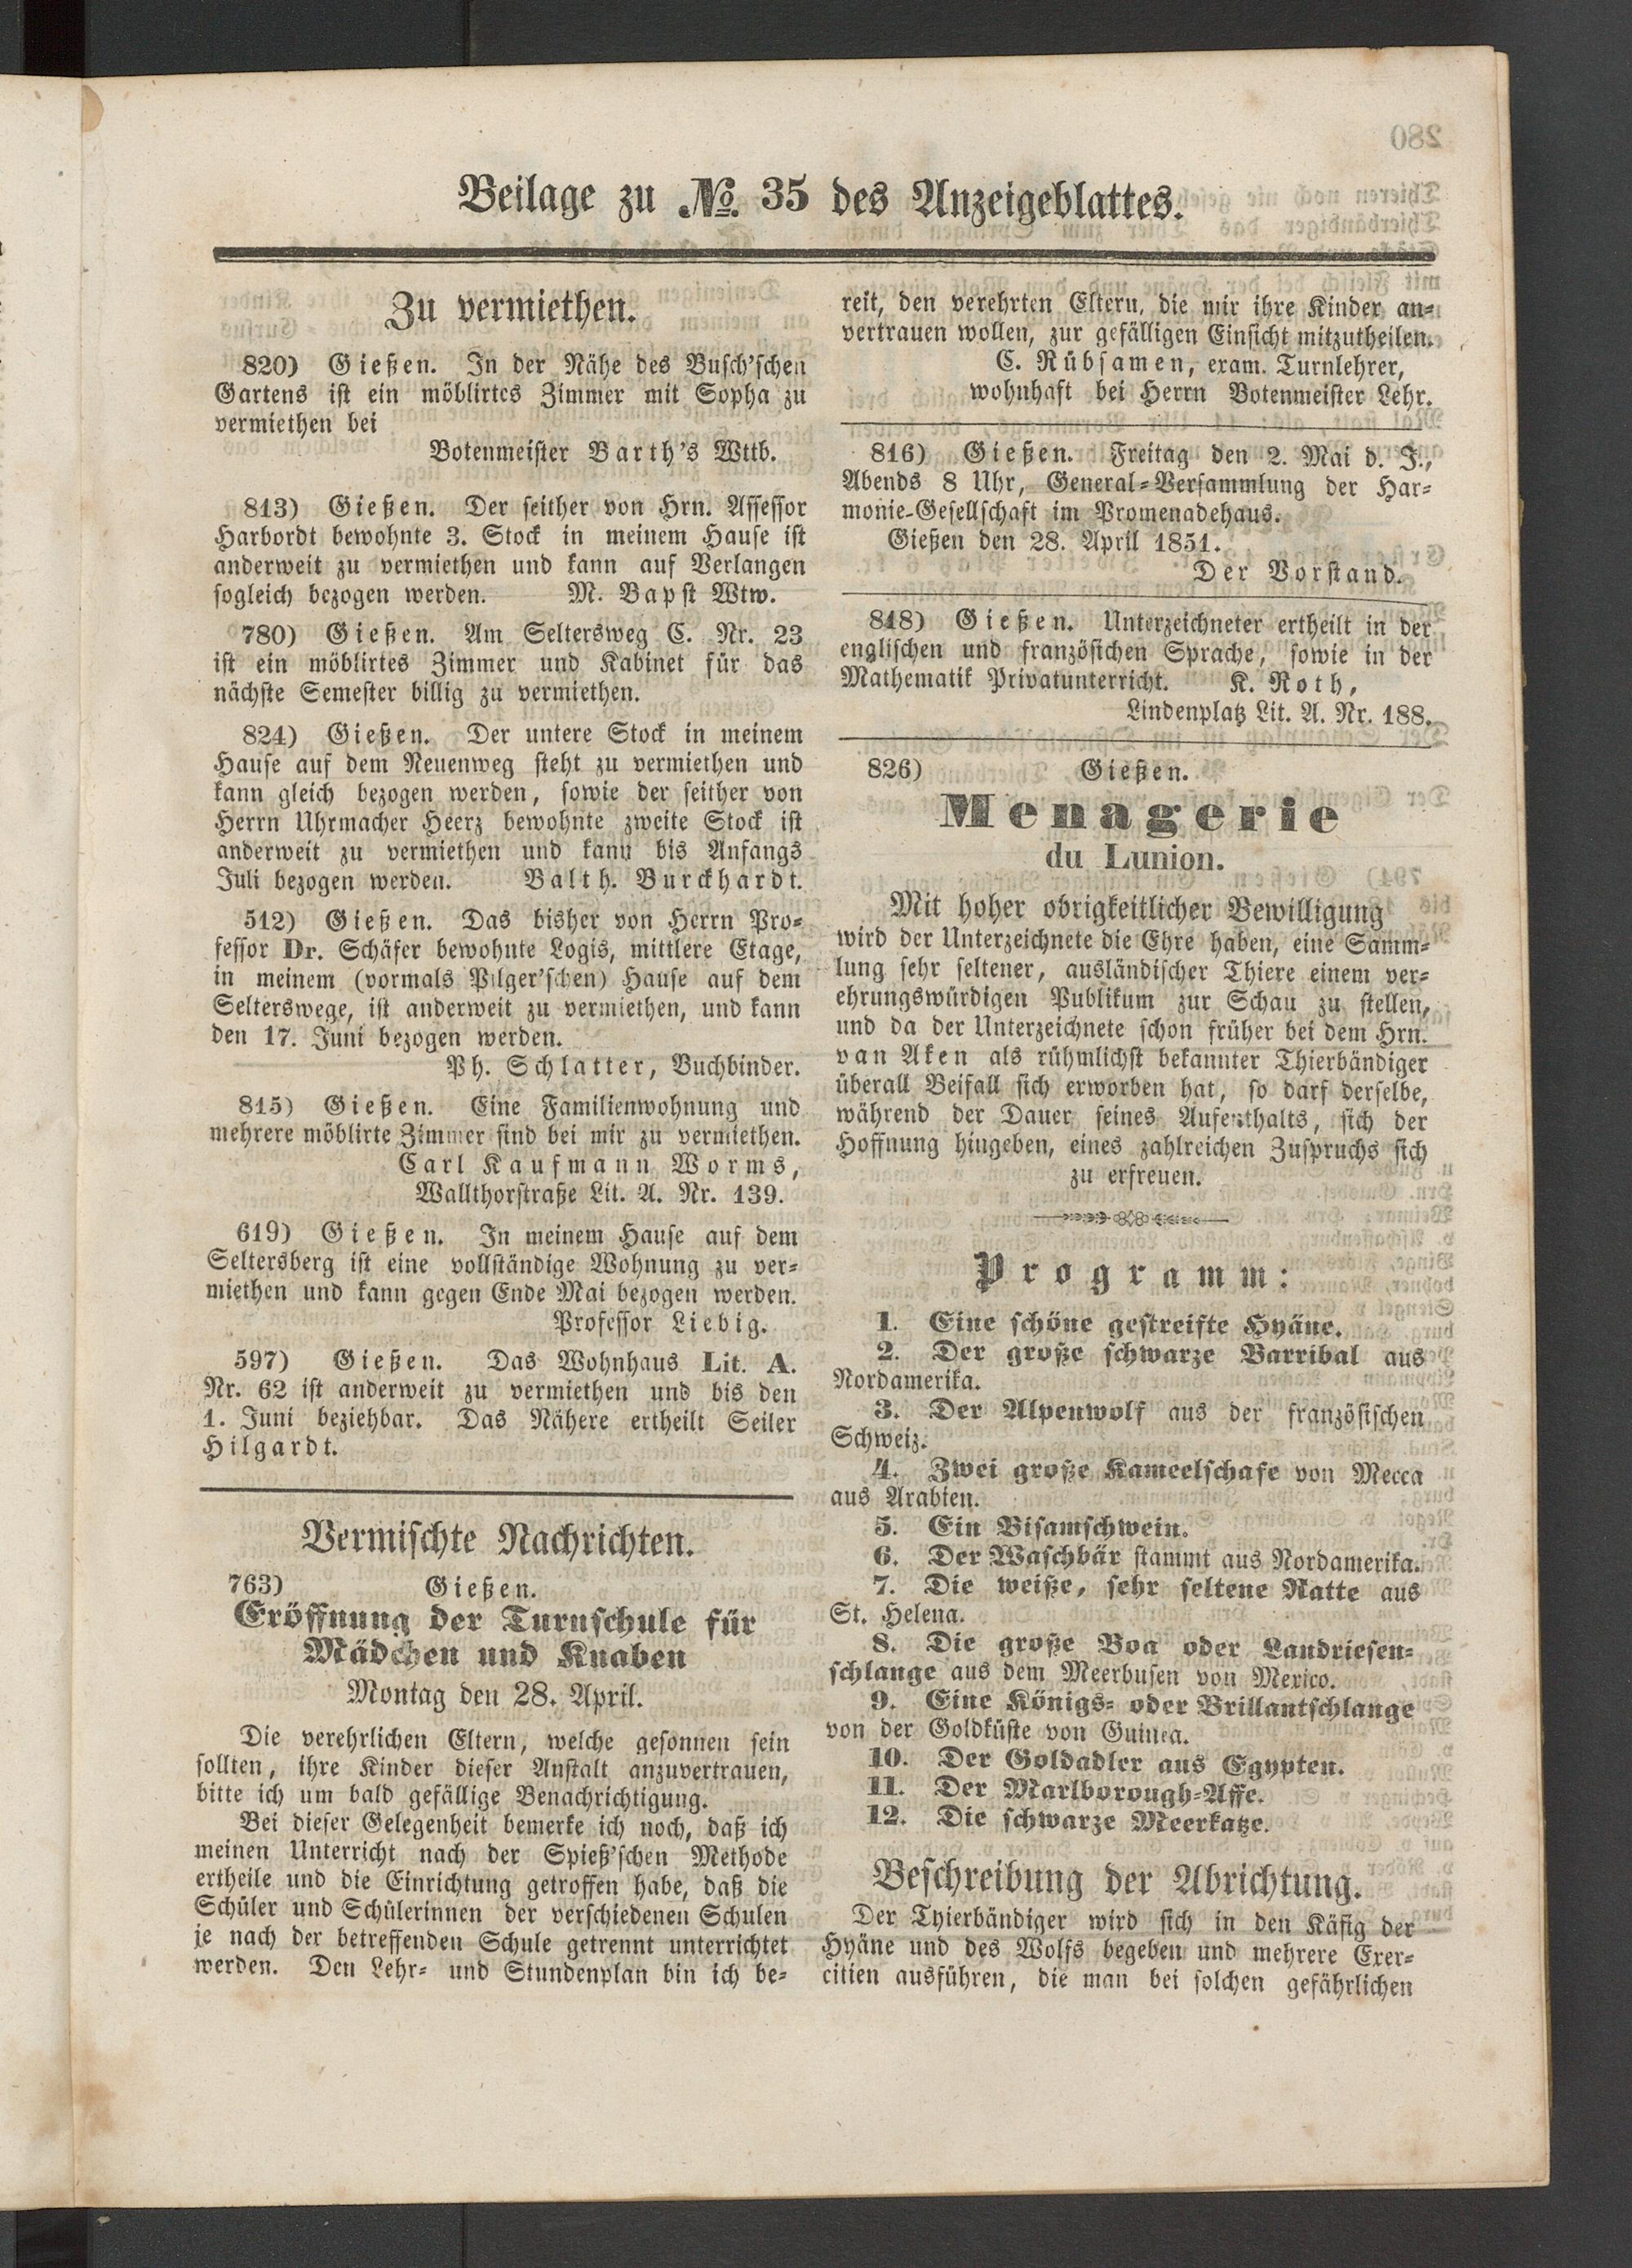 Beilage zu No. 35 des Anzeigeblattes.
Zu vermiethen.
820) Gießen. In der Nähe des Busch'schen
Gartens ist ein möblirtes Zimmer mit Sopha zu
vermiethen bei
Botenmeister Barth's Wttb.
813) Gießen. Der seither von Hrn. Assessor
Harbordt bewohnte 3. Stock in meinem Hause ist
anderweit zu vermiethen und kann auf Verlangen
sogleich bezogen werden. M. Bapst Wtw.
780) Gießen. Am Seltersweg C. Nr. 23
ist ein möblirtes Zimmer und Kabinet für das
nächste Semester billig zu vermiethen.
824) Gießen. Der untere Stock in meinem
Hause auf dem Neuenweg steht zu vermiethen und
kann gleich bezogen werden, sowie der seither von
Herrn Uhrmacher Heerz bewohnte zweite Stock ist
anderweit zu vermiethen und kann bis Anfangs
Juli bezogen werden. Balth. Burckhardt.
512) Gießen. Das bisher von Herrn Pro-
fessor Dr. Schäfer bewohnte Logis, mittlere Etage,
in meinem (vormals Pilger'schen) Hause auf dem
Selterswege, ist anderweit zu vermiethen, und kann
den 17. Juni bezogen werden.
Ph. Schlatter, Buchbinder.
815) Gießen. Eine Familienwohnung und
mehrere möblirte Zimmer sind bei mir zu vermiethen.
Carl Kaufmann Worms,
Wallthorstraße Lit. A. Nr. 139.
619) Gießen. In meinem Hause auf dem
Seltersberg ist eine vollständige Wohnung zu ver-
miethen und kann gegen Ende Mai bezogen werden.
Professor Liebig.
597) Gießen. Das Wohnhaus Lit. A.
Nr. 62 ist anderweit zu vermiethen und bis den
1. Juni beziehbar. Das Nähere ertheilt Seiler
Hilgardt.
Vermischte Nachrichten.
763) Gießen.
Eröffnung der Turnschule für
Mädchen und Knaben
Montag den 28. April.
Die verehrlichen Eltern, welche gesonnen sein
sollten, ihre Kinder dieser Anstalt anzuvertrauen,
bitte ich um bald gefällige Benachrichtigung.
Bei dieser Gelegenheit bemerke ich noch, daß ich
meinen Unterricht nach der Spieß'schen Methode
ertheile und die Einrichtung getroffen habe, daß die
Schüler und Schülerinnen der verschiedenen Schulen
je nach der betreffenden Schule getrennt unterrichtet
werden. Den Lehr- und Stundenplan bin ich be-
reit, den verehrten Eltern, die mir ihre Kinder an-
vertrauen wollen, zur gefälligen Einsicht mitzutheilen.
C. Rübsamen, exam. Turnlehrer,
wohnhaft bei Herrn Botenmeister Lehr.
816) Gießen. Freitag den 2. Mai d. J.,
Abends 8 Uhr, General-Versammlung der Har-
monie-Gesellschaft im Promenadehaus.
Gießen den 28. April 1851.
Der Vorstand.
818) Gießen. Unterzeichneter ertheilt in der
englischen und französichen Sprache, sowie in der
Mathematik Privatunterricht. K. Roth,
Lindenplatz Lit. A. Nr. 188.
826) Gießen.
Menagerie
du Lunion.
Mit hoher obrigkeitlicher Bewilligung
wird der Unterzeichnete die Ehre haben, eine Samm-
lung sehr seltener, ausländischer Thiere einem ver-
ehrungswürdigen Publikum zur Schau zu stellen,
und da der Unterzeichnete schon früher bei dem Hrn.
van Aken als rühmlichst bekannter Thierbändiger
überall Beifall sich erworben hat, so darf derselbe,
während der Dauer seines Aufenthalts, sich der
Hoffnung hingeben, eines zahlreichen Zuspruchs sich
zu erfreuen.
Programm:
1. Eine schöne gestreifte Hyäne.
2. Der große schwarze Barribal aus
Nordamerika.
3. Der Alpenwolf aus der französischen
Schweiz.
4. Zwei große Kameelschafe von Mecca
aus Arabien.
5. Ein Bisamschwein.
6. Der Waschbär stammt aus Nordamerika.
7. Die weiße, sehr seltene Ratte aus
St. Helena.
8. Die große Boa oder Landriesen-
schlange aus dem Meerbusen von Mexico.
9. Eine Königs- oder Brillantschlange
von der Goldküste von Guinea.
10. Der Goldadler aus Egypten.
11. Der Marlborough-Affe.
12. Die schwarze Meerkatze.
Beschreibung der Abrichtung.
Der Thierbändiger wird sich in den Käfig der
Hyäne und des Wolfs begeben und mehrere Exer-
citien ausführen, die man bei solchen gefährlichen